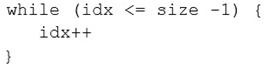 while (idx <= size -1) {
    idx++
}